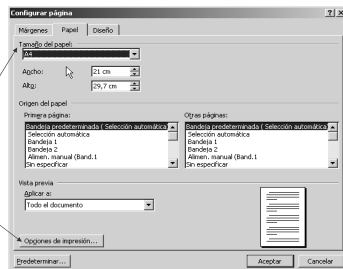 Configurar página
Márgenes Papel Diseño
Tamaño del papel:
A4
Ancho: 21 cm
Alto: 29,7 cm
Origen del papel
Primera página: Otras páginas:
Bandeja predeterminada ( Selección automática) Bandeja predeterminada ( Selección automática)
Selección automática Selección automática
Bandeja 1 Bandeja 1
Bandeja 2 Bandeja 2
Alimen. manual (Band.1 Alimen. manual (Band.1
Sin especificar Sin especificar
Vista previa
Aplicar a:
Todo el documento
Opciones de impresión...
Predeterminar... Aceptar Cancelar